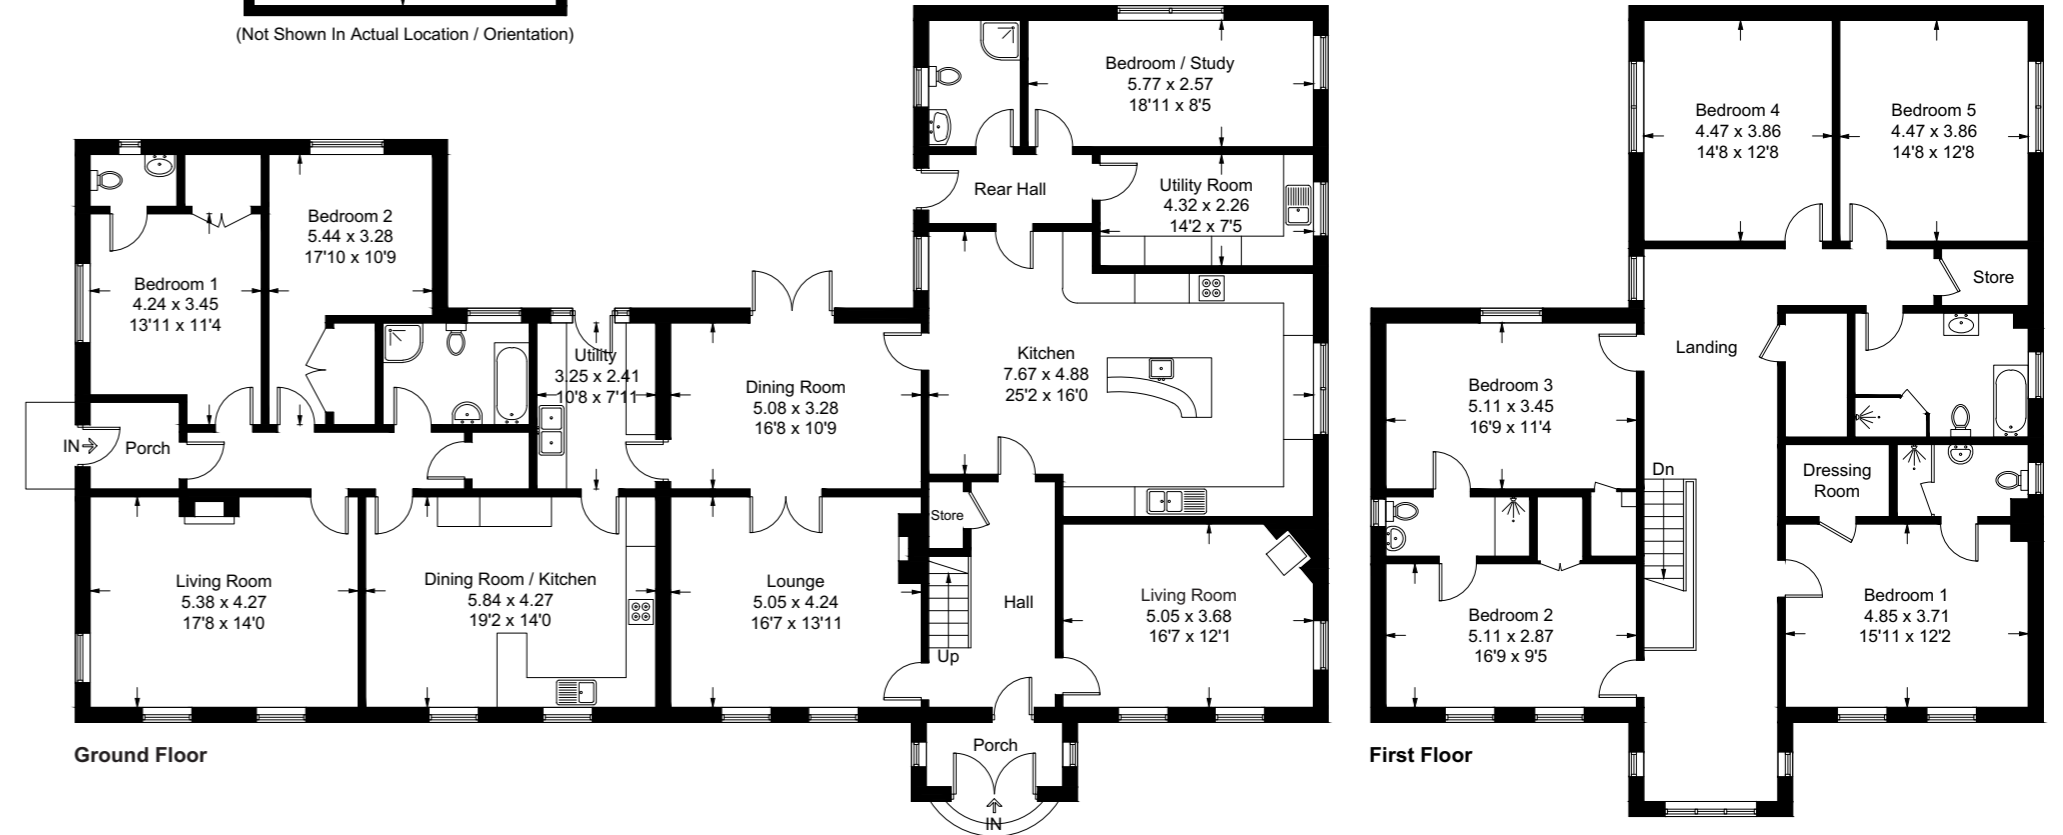 (Not Shown In Actual Location / Orientation)
Bedroom 1
4.24 x 3.45
13'11 x 11'4
Bedroom 2
5.44 x 3.28
17'10 x 10'9
IN
Porch
Utility
3.25 x 2.41
10'8 x 7'11
Dining Room
5.08 x 3.28
16'8 x 10'9
Living Room
5.38 x 4.27
17'8 x 14'0
Dining Room / Kitchen
5.84 x 4.27
19'2 x 14'0
Lounge
5.05 x 4.24
16'7 x 13'11
Bedroom / Study
5.77 x 2.57
18'11 x 8'5
Rear Hall
Utility Room
4.32 x 2.26
14'2 x 7'5
Kitchen
7.67 x 4.88
25'2 x 16'0
Store
Hall
Up
Living Room
5.05 x 3.68
16'7 x 12'1
Porch
IN
Ground Floor
Bedroom 4
4.47 x 3.86
14'8 x 12'8
Bedroom 5
4.47 x 3.86
14'8 x 12'8
Store
Landing
Bedroom 3
5.11 x 3.45
16'9 x 11'4
Dn
Dressing
Room
Bedroom 2
5.11 x 2.87
16'9 x 9'5
Bedroom 1
4.85 x 3.71
15'11 x 12'2
First Floor